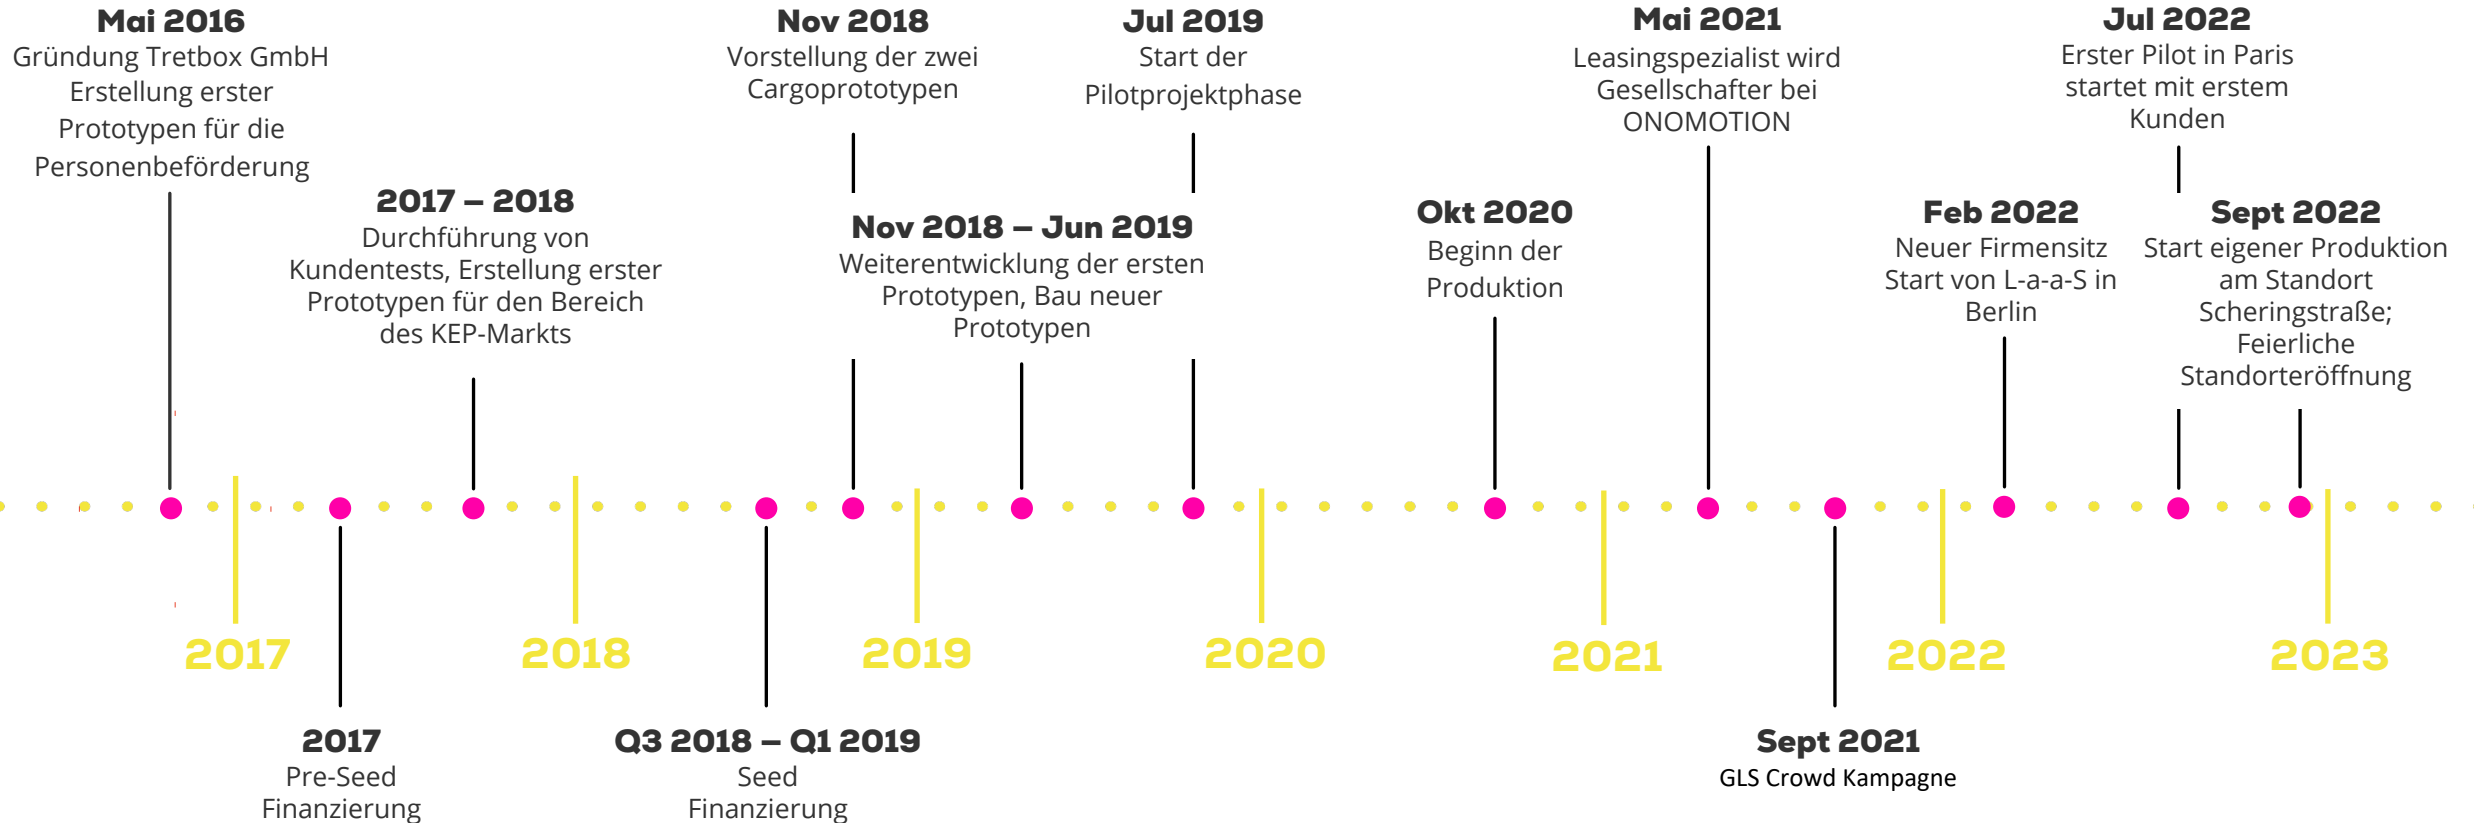 Mai 2016
Gründung Tretbox GmbH
Erstellung erster
Prototypen für die
Personenbeförderung
2017 – 2018
Durchführung von
Kundentests, Erstellung erster
Prototypen für den Bereich
des KEP-Markts
Nov 2018
Vorstellung der zwei
Cargoprototypen
Nov 2018 – Jun 2019
Weiterentwicklung der ersten
Prototypen, Bau neuer
Prototypen
Jul 2019
Start der
Pilotprojektphase
Okt 2020
Beginn der
Produktion
Mai 2021
Leasingspezialist wird
Gesellschafter bei
ONOMOTION
Feb 2022
Neuer Firmensitz
Start von L-a-a-S in
Berlin
Jul 2022
Erster Pilot in Paris
startet mit erstem
Kunden
Sept 2022
Start eigener Produktion
am Standort
Scheringstraße;
Feierliche
Standorteröffnung
2017
2018
2019
2020
2021
2022
2023
2017
Pre-Seed
Finanzierung
Q3 2018 – Q1 2019
Seed
Finanzierung
Sept 2021
GLS Crowd Kampagne